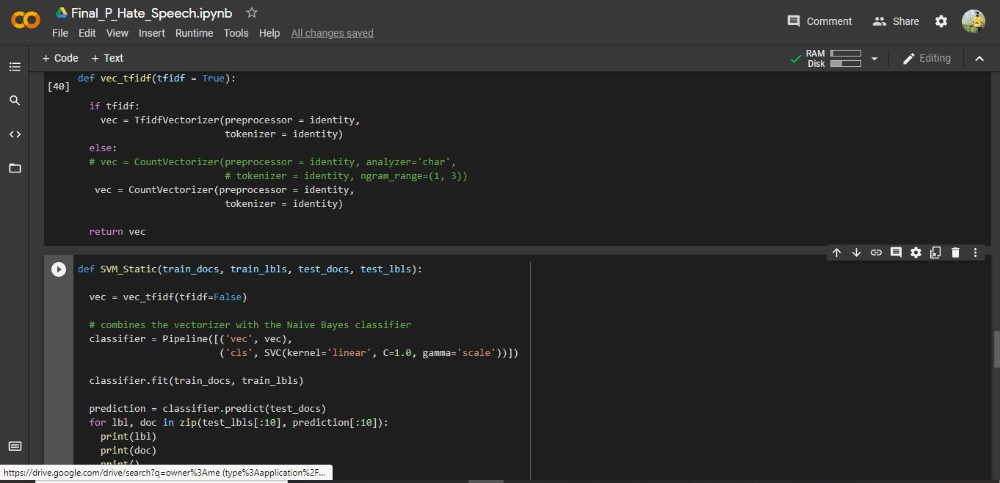 Final_P_Hate_Speech.ipynb
File Edit View Insert Runtime Tools Help All changes saved
Comment Share
+ Code + Text
RAM
Disk
Editing
[40]
def vec_tfidf(tfidf = True):
if tfidf:
vec = TfidfVectorizer(preprocessor = identity,
tokenizer = identity)
else:
# vec = CountVectorizer(preprocessor = identity, analyzer='char',
# tokenizer = identity, ngram_range=(1, 3))
vec = CountVectorizer(preprocessor = identity,
tokenizer = identity)
return vec
def SVM_Static(train_docs, train_lbls, test_docs, test_lbls):
vec = vec_tfidf(tfidf=False)
# combines the vectorizer with the Naive Bayes classifier
classifier = Pipeline([('vec', vec),
('cls', SVC(kernel='linear', C=1.0, gamma='scale'))])
classifier.fit(train_docs, train_lbls)
prediction = classifier.predict(test_docs)
for lbl, doc in zip(test_lbls[:10], prediction[:10]):
print(lbl)
print(doc)
print()
https://drive.google.com/drive/search?q=owner%3Ame (type%3Aapplication%2F...